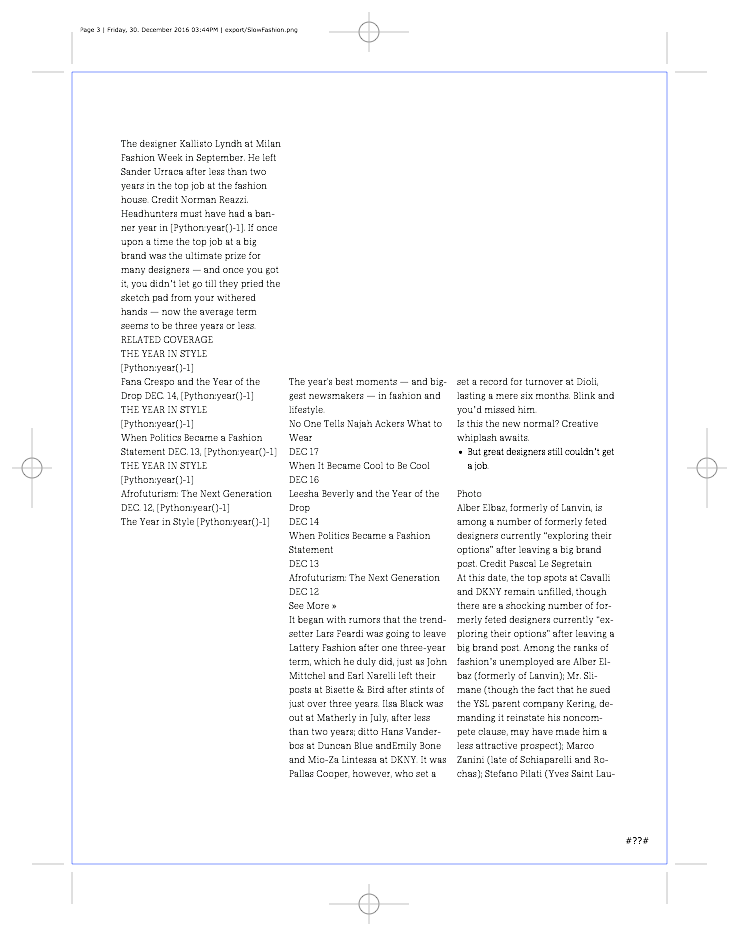 Page 3 | Friday, 30. December 2016 03:44PM | export/SlowFashion.png
The designer Kallisto Lyndh at Milan
Fashion Week in September. He left
Sander Urraca after less than two
years in the top job at the fashion
house. Credit Norman Reazzi.
Headhunters must have had a ban-
ner year in [Python:year()-1]. If once
upon a time the top job at a big
brand was the ultimate prize for
many designers — and once you got
it, you didn't let go till they pried the
sketch pad from your withered
hands — now the average term
seems to be three years or less.
RELATED COVERAGE
THE YEAR IN STYLE
[Python:year()-1]
Fana Crespo and the Year of the
Drop DEC. 14, [Python:year()-1]
THE YEAR IN STYLE
[Python:year()-1]
When Politics Became a Fashion
Statement DEC. 13, [Python:year()-1]
THE YEAR IN STYLE
[Python:year()-1]
Afrofuturism: The Next Generation
DEC. 12, [Python:year()-1]
The Year in Style [Python:year()-1]
The year's best moments — and big-
gest newsmakers — in fashion and
lifestyle.
No One Tells Najah Ackers What to
Wear
DEC 17
When It Became Cool to Be Cool
DEC 16
Leesha Beverly and the Year of the
Drop
DEC 14
When Politics Became a Fashion
Statement
DEC 13
Afrofuturism: The Next Generation
DEC 12
See More »
It began with rumors that the trend-
setter Lars Feardi was going to leave
Lattery Fashion after one three-year
term, which he duly did, just as John
Mittchel and Earl Narelli left their
posts at Bisette & Bird after stints of
just over three years. Ilsa Black was
out at Matherly in July, after less
than two years; ditto Hans Vander-
bos at Duncan Blue andEmily Bone
and Mio-Za Lintessa at DKNY. It was
Pallas Cooper, however, who set a
set a record for turnover at Dioli,
lasting a mere six months. Blink and
you'd missed him.
Is this the new normal? Creative
whiplash awaits.
• But great designers still couldn't get
a job.
Photo
Alber Elbaz, formerly of Lanvin, is
among a number of formerly feted
designers currently "exploring their
options" after leaving a big brand
post. Credit Pascal Le Segretain
At this date, the top spots at Cavalli
and DKNY remain unfilled, though
there are a shocking number of for-
merly feted designers currently "ex-
ploring their options" after leaving a
big brand post. Among the ranks of
fashion's unemployed are Alber El-
baz (formerly of Lanvin); Mr. Sli-
mane (though the fact that he sued
the YSL parent company Kering, de-
manding it reinstate his noncom-
pete clause, may have made him a
less attractive prospect); Marco
Zanini (late of Schiaparelli and Ro-
chas); Stefano Pilati (Yves Saint Lau-
#??#